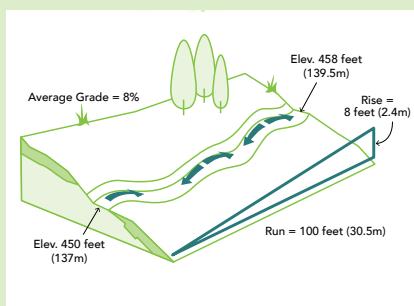 Elev. 458 feet
(139.5m)
Average Grade = 8%
Rise =
8 feet (2.4m)
Run = 100 feet (30.5m)
Elev. 450 feet
(137m)